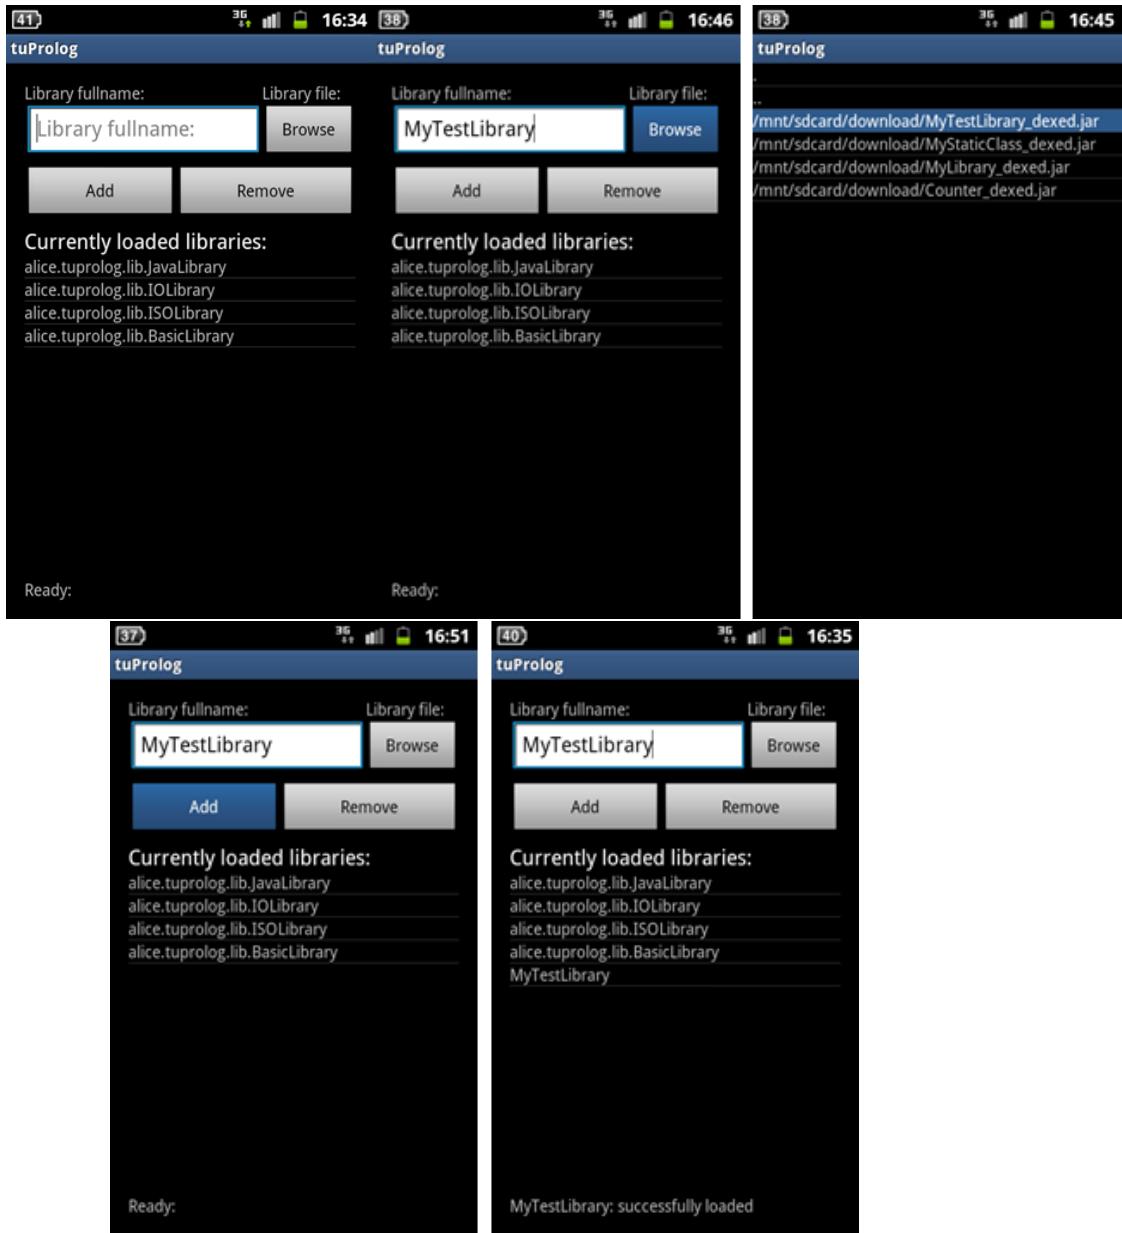 41 3G 16:34
tuProlog
Library fullname: Library file:
Library fullname: Browse
Add Remove
Currently loaded libraries:
alice.tuprolog.lib.JavaLibrary
alice.tuprolog.lib.IOLibrary
alice.tuprolog.lib.ISOLibrary
alice.tuprolog.lib.BasicLibrary
Ready:
38 3G 16:46
tuProlog
Library fullname: Library file:
MyTestLibrary Browse
Add Remove
Currently loaded libraries:
alice.tuprolog.lib.JavaLibrary
alice.tuprolog.lib.IOLibrary
alice.tuprolog.lib.ISOLibrary
alice.tuprolog.lib.BasicLibrary
Ready:
38 3G 16:45
tuProlog
.
..
/mnt/sdcard/download/MyTestLibrary_dexed.jar
/mnt/sdcard/download/MyStaticClass_dexed.jar
/mnt/sdcard/download/MyLibrary_dexed.jar
/mnt/sdcard/download/Counter_dexed.jar
37 3G 16:51
tuProlog
Library fullname: Library file:
MyTestLibrary Browse
Add Remove
Currently loaded libraries:
alice.tuprolog.lib.JavaLibrary
alice.tuprolog.lib.IOLibrary
alice.tuprolog.lib.ISOLibrary
alice.tuprolog.lib.BasicLibrary
Ready:
40 3G 16:35
tuProlog
Library fullname: Library file:
MyTestLibrary Browse
Add Remove
Currently loaded libraries:
alice.tuprolog.lib.JavaLibrary
alice.tuprolog.lib.IOLibrary
alice.tuprolog.lib.ISOLibrary
alice.tuprolog.lib.BasicLibrary
MyTestLibrary
MyTestLibrary: successfully loaded